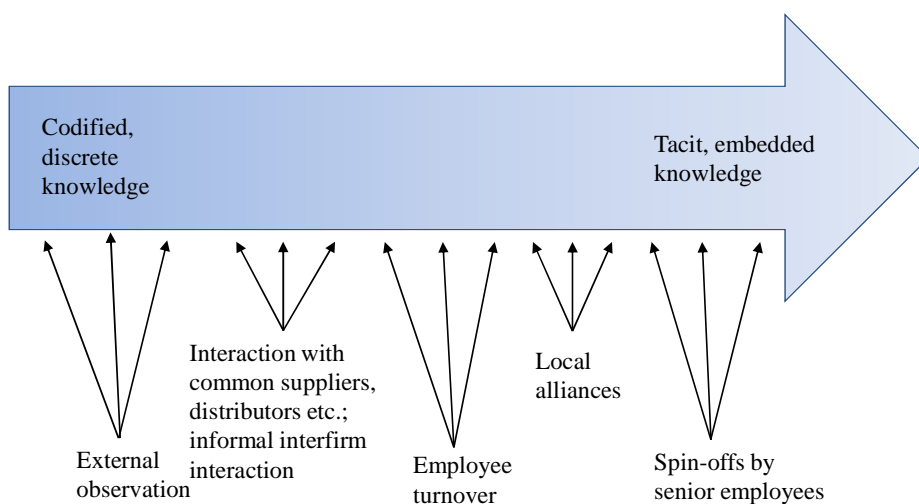 Codified,
discrete
knowledge
Tacit, embedded
knowledge
Interaction with
common suppliers,
distributors etc.;
informal interfirm
interaction
Local
alliances
External
observation
Employee
turnover
Spin-offs by
senior employees